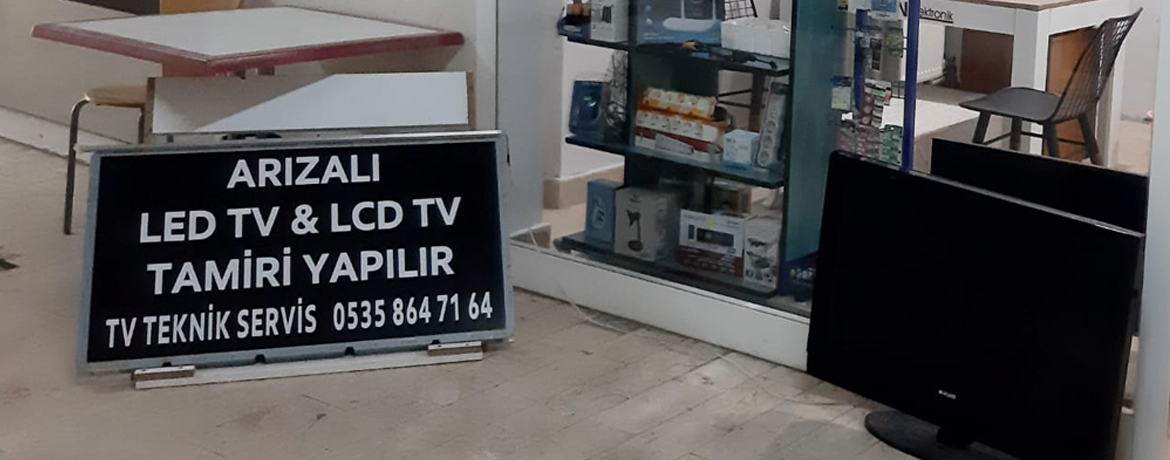 ARIZALI
LED TV & LCD TV
TAMİRİ YAPILIR
TV TEKNİK SERVİS 0535 864 71 64